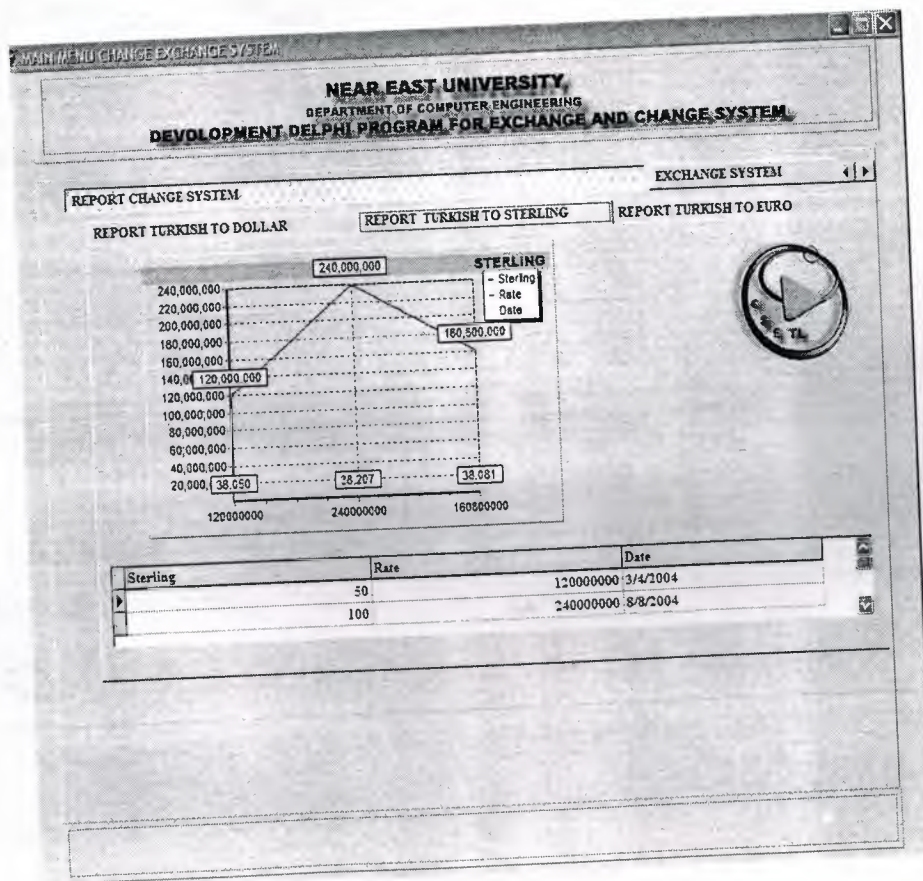 MAIN MENU CHANGE EXCHANGE SYSTEM
NEAR EAST UNIVERSITY,
DEPARTMENT OF COMPUTER ENGINEERING
DEVOLOPMENT DELPHI PROGRAM FOR EXCHANGE AND CHANGE SYSTEM
REPORT CHANGE SYSTEM
EXCHANGE SYSTEM
REPORT TURKISH TO DOLLAR
REPORT TURKISH TO STERLING
REPORT TURKISH TO EURO
STERLING
Sterling
Rate
Date
240,000,000
160,500,000
120,000,000
240,000,000
220,000,000
200,000,000
180,000,000
160,000,000
120,000,000
100,000,000
80,000,000
60,000,000
40,000,000
38,050
38,081
120000000 240000000 160800000
TL
Sterling Rate Date
50 120000000 3/4/2004
100 240000000 8/8/2004